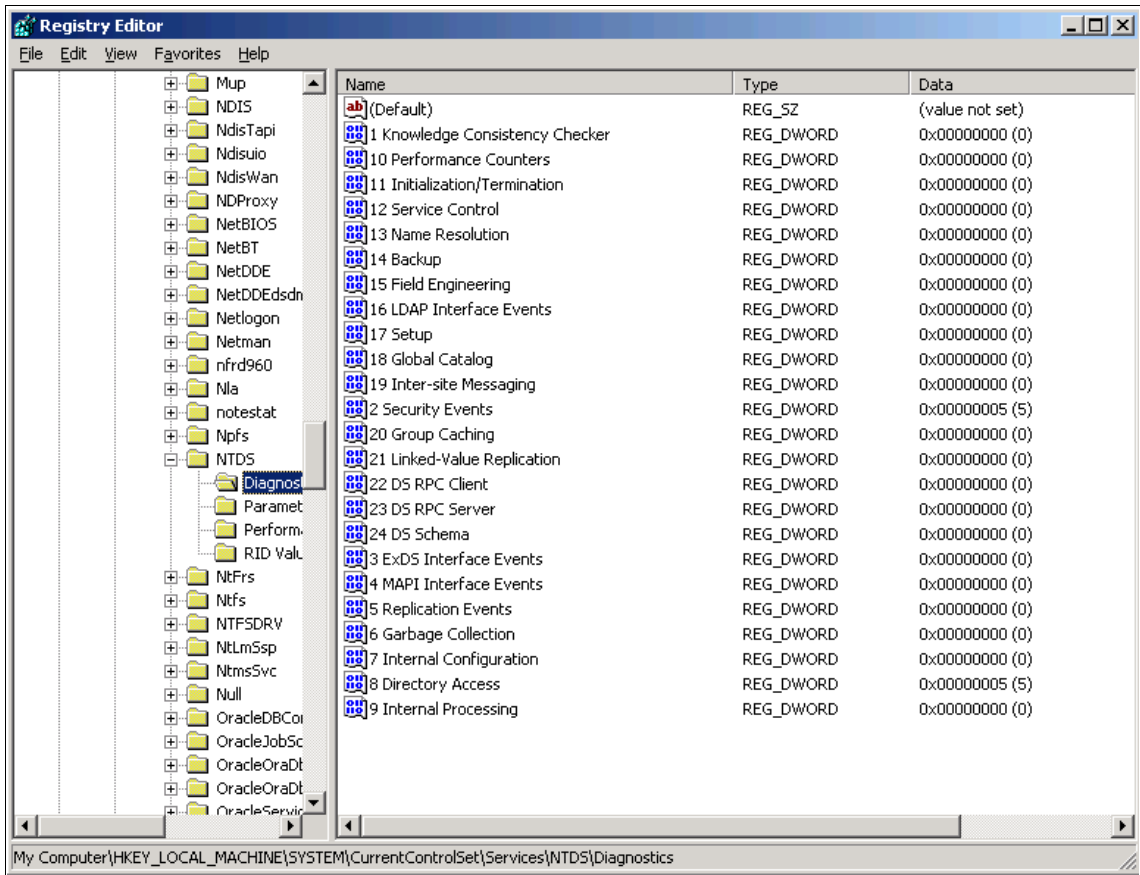 Registry Editor
File Edit View Favorites Help
Mup
NDIS
NdisTapi
Ndisuio
NdisWan
NDProxy
NetBIOS
NetBT
NetDDE
NetDDEdsdn
Netlogon
Netman
nfrd960
Nla
notestat
Npfs
NTDS
Diagnos
Paramet
Perform
RID Valu
NtFrs
Ntfs
NTFSDRV
NtLmSsp
NtmsSvc
Null
OracleDBCo
OracleJobSc
OracleOraDb
OracleOraDb
OracleServic
Name Type Data
(Default) REG_SZ (value not set)
1 Knowledge Consistency Checker REG_DWORD 0x00000000 (0)
10 Performance Counters REG_DWORD 0x00000000 (0)
11 Initialization/Termination REG_DWORD 0x00000000 (0)
12 Service Control REG_DWORD 0x00000000 (0)
13 Name Resolution REG_DWORD 0x00000000 (0)
14 Backup REG_DWORD 0x00000000 (0)
15 Field Engineering REG_DWORD 0x00000000 (0)
16 LDAP Interface Events REG_DWORD 0x00000000 (0)
17 Setup REG_DWORD 0x00000000 (0)
18 Global Catalog REG_DWORD 0x00000000 (0)
19 Inter-site Messaging REG_DWORD 0x00000000 (0)
2 Security Events REG_DWORD 0x00000005 (5)
20 Group Caching REG_DWORD 0x00000000 (0)
21 Linked-Value Replication REG_DWORD 0x00000000 (0)
22 DS RPC Client REG_DWORD 0x00000000 (0)
23 DS RPC Server REG_DWORD 0x00000000 (0)
24 DS Schema REG_DWORD 0x00000000 (0)
3 ExDS Interface Events REG_DWORD 0x00000000 (0)
4 MAPI Interface Events REG_DWORD 0x00000000 (0)
5 Replication Events REG_DWORD 0x00000000 (0)
6 Garbage Collection REG_DWORD 0x00000000 (0)
7 Internal Configuration REG_DWORD 0x00000000 (0)
8 Directory Access REG_DWORD 0x00000005 (5)
9 Internal Processing REG_DWORD 0x00000000 (0)
My Computer\HKEY_LOCAL_MACHINE\SYSTEM\CurrentControlSet\Services\NTDS\Diagnostics